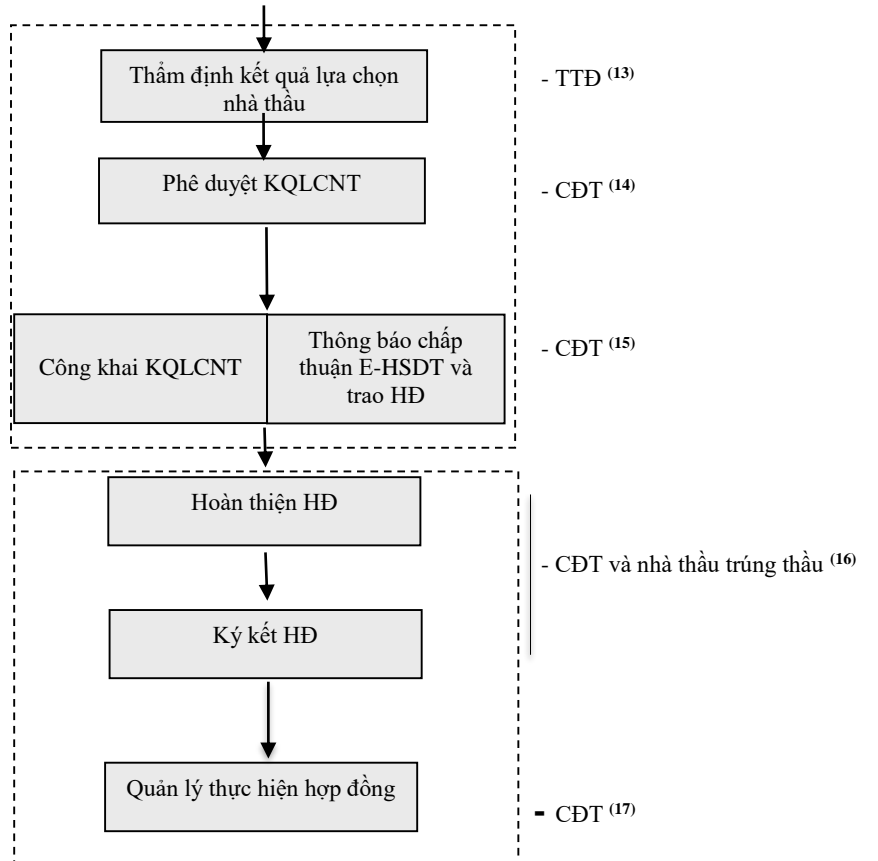 Thẩm định kết quả lựa chọn
nhà thầu
- TTĐ (13)
Phê duyệt KQLCNT
- CĐT (14)
Công khai KQLCNT
Thông báo chấp
thuận E-HSDT và
trao HĐ
- CĐT (15)
Hoàn thiện HĐ
- CĐT và nhà thầu trúng thầu (16)
Ký kết HĐ
Quản lý thực hiện hợp đồng
- CĐT (17)